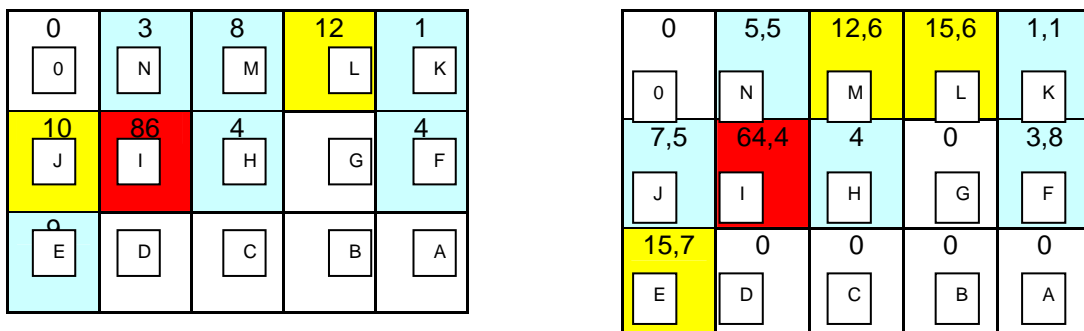 0 3 8 12 1
0 N M L K
10 86 4 4
J I H G F
9
E D C B A
0 5,5 12,6 15,6 1,1
0 N M L K
7,5 64,4 4 0 3,8
J I H G F
15,7 0 0 0 0
E D C B A